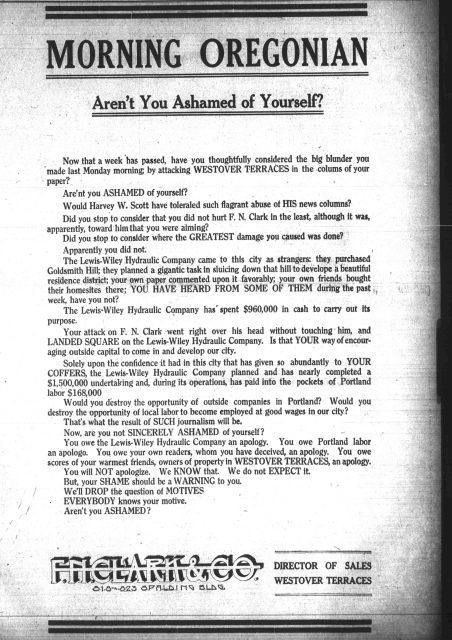 MORNING OREGONIAN
Aren't You Ashamed of Yourself?
Now that a week has passed, have you thoughtfully considered the big blunder you
made last Monday morning; by attacking WESTOVER TERRACES in the colums of your
paper?
Are'nt you ASHAMED of yourself?
Would Harvey W. Scott have toleraled such flagrant abuse of HIS news columns?
Did you stop to consider that you did not hurt F. N. Clark in the least, although it was,
apparently, toward him that you were aiming?
Did you stop to consider where the GREATEST damage you caused was done?
Apparently you did not.
The Lewis-Wiley Hydraulic Company came to this city as strangers: they purchased
Goldsmith Hill; they planned a gigantic task in sluicing down that hill to develope a beautiful
residence district; your own paper commented upon it favorably; your own friends bought
their homesites there; YOU HAVE HEARD FROM SOME OF THEM during the past
week, have you not?
The Lewis-Wiley Hydraulic Company has spent $960,000 in cash to carry out its
purpose.
Your attack on F. N. Clark went right over his head without touching him, and
LANDED SQUARE on the Lewis-Wiley Hydraulic Company. Is that YOUR way of encour-
aging outside capital to come in and develop our city.
Solely upon the confidence it had in this city that has given so abundantly to YOUR
COFFERS, the Lewis-Wiley Hydraulic Company planned and has nearly completed a
$1,500,000 undertaking and, during its operations, has paid into the pockets of Portland
labor $168,000
Would you destroy the opportunity of outside companies in Portland? Would you
destroy the opportunity of local labor to become employed at good wages in our city?
That's what the result of SUCH journalism will be.
Now, are you not SINCERELY ASHAMED of yourself?
You owe the Lewis-Wiley Hydraulic Company an apology. You owe Portland labor
an apologo. You owe your own readers, whom you have deceived, an apology. You owe
scores of your warmest friends, owners of property in WESTOVER TERRACES, an apology.
You will NOT apologize. We KNOW that. We do not EXPECT it.
But, your SHAME should be a WARNING to you.
We'll DROP the question of MOTIVES
EVERYBODY knows your motive.
Aren't you ASHAMED?
F. N. CLARK & CO.
818-823 SPALDING BLDG.
DIRECTOR OF SALES
WESTOVER TERRACES